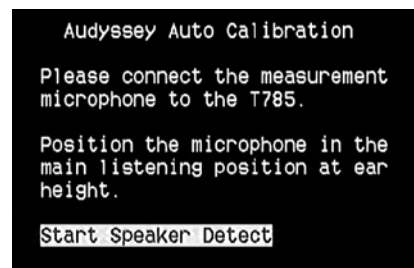 Audyssey Auto Calibration
Please connect the measurement
microphone to the T785.
Position the microphone in the
main listening position at ear
height.
Start Speaker Detect